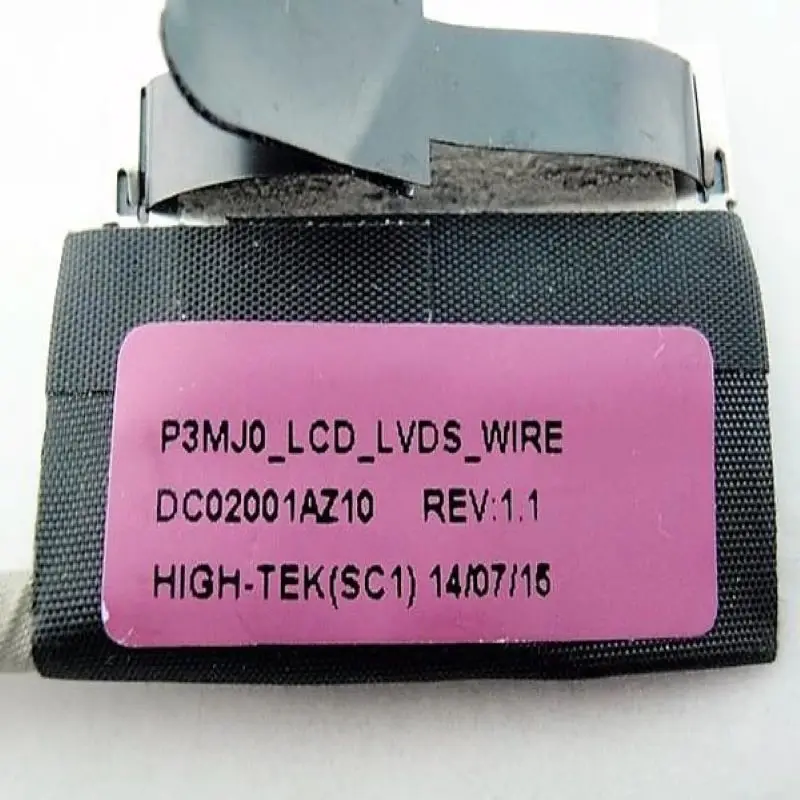 P3MJ0_LCD_LVDS_WIRE
DC02001AZ10 REV:1.1
HIGH-TEK(SC1) 14/07/15